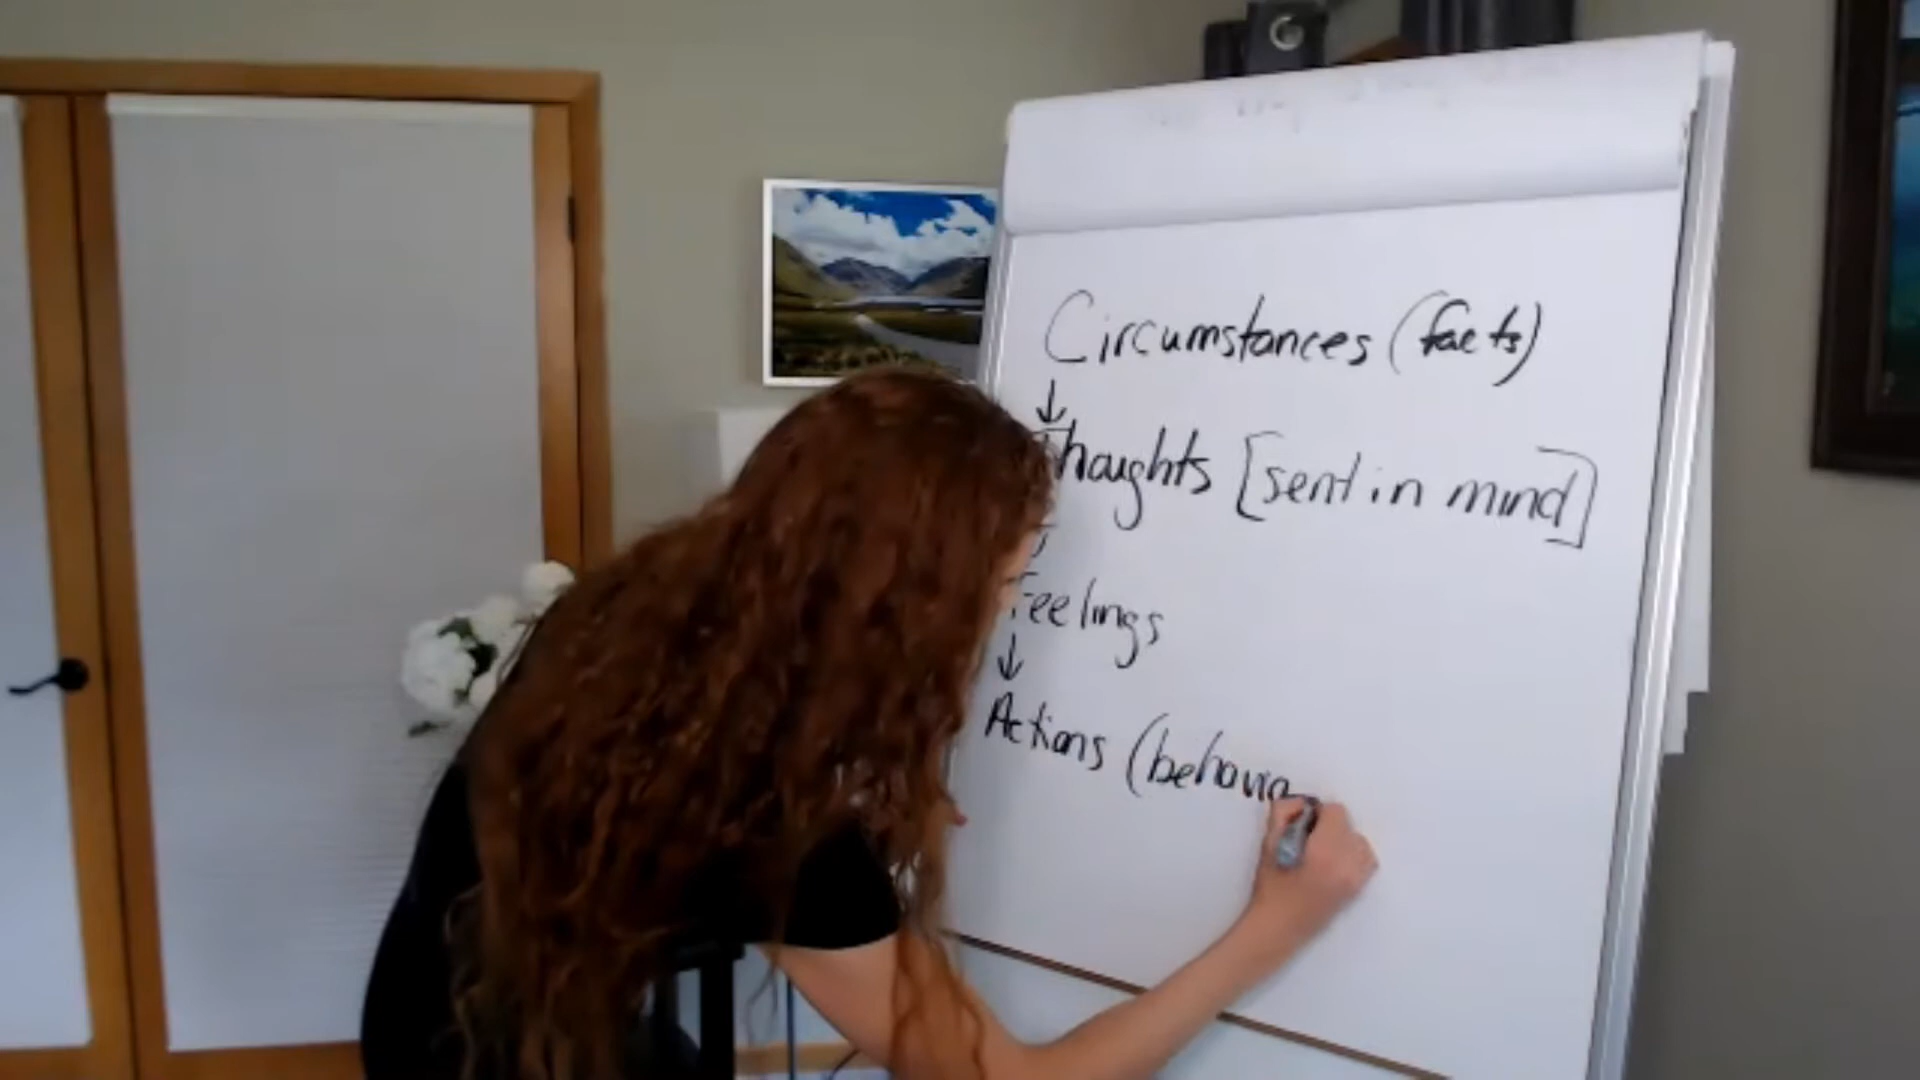 Circumstances (facts)
Thoughts [sent in mind]
Feelings
Actions (behavio